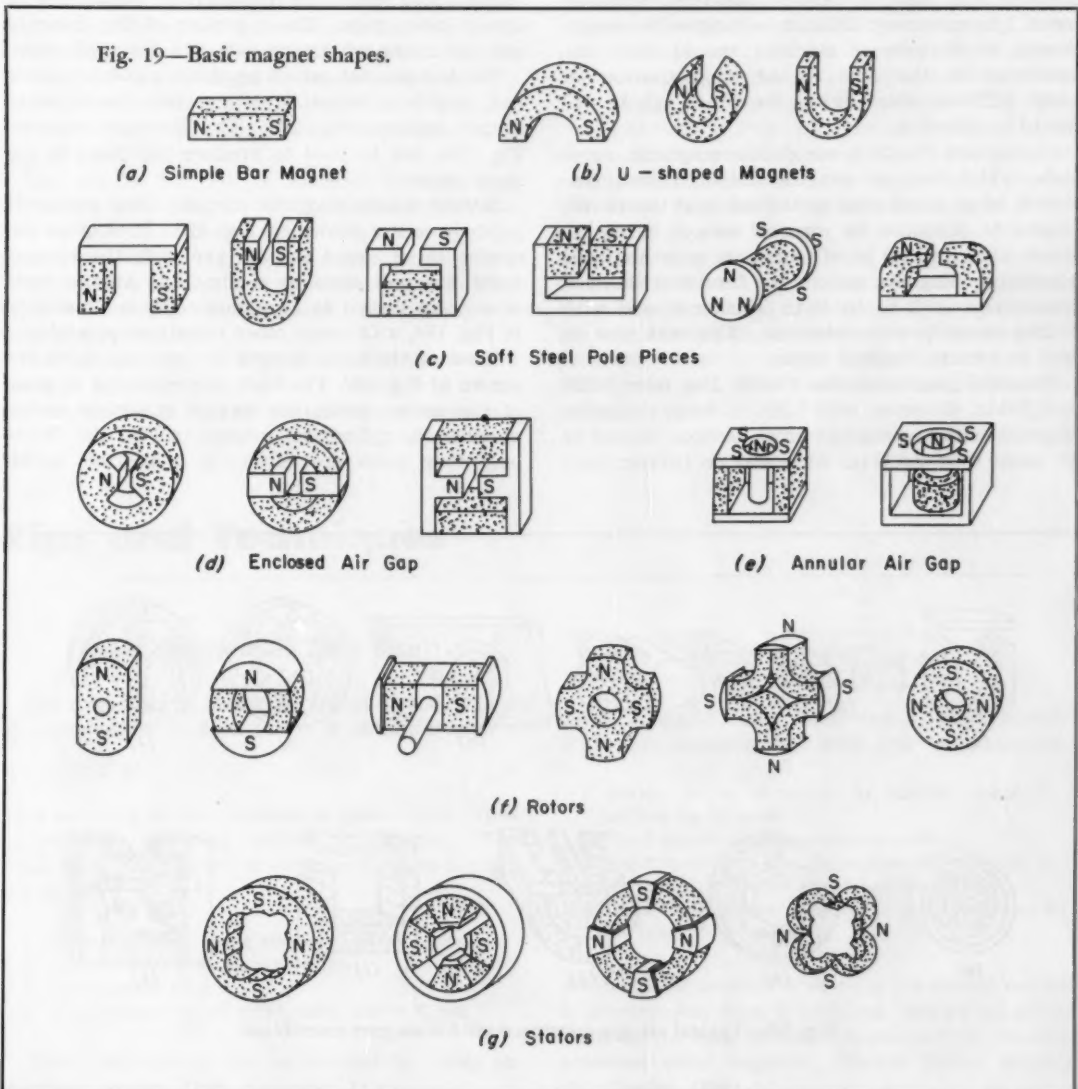 Fig. 19—Basic magnet shapes.
N S
(a) Simple Bar Magnet
N S N S N S
(b) U-shaped Magnets
N S N S N S N S N N S S S N S
(c) Soft Steel Pole Pieces
N S N S N S
(d) Enclosed Air Gap
S S N S S N S
(e) Annular Air Gap
N S N S N S N S S N N S S N S N N S
(f) Rotors
S N N S N S S N S N N S S N N S
(g) Stators